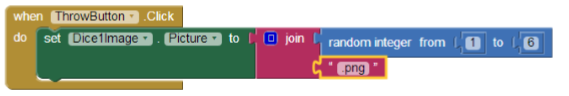 when ThrowButton .Click
do set Dice1Image . Picture to join random integer from 1 to 6
" .png "